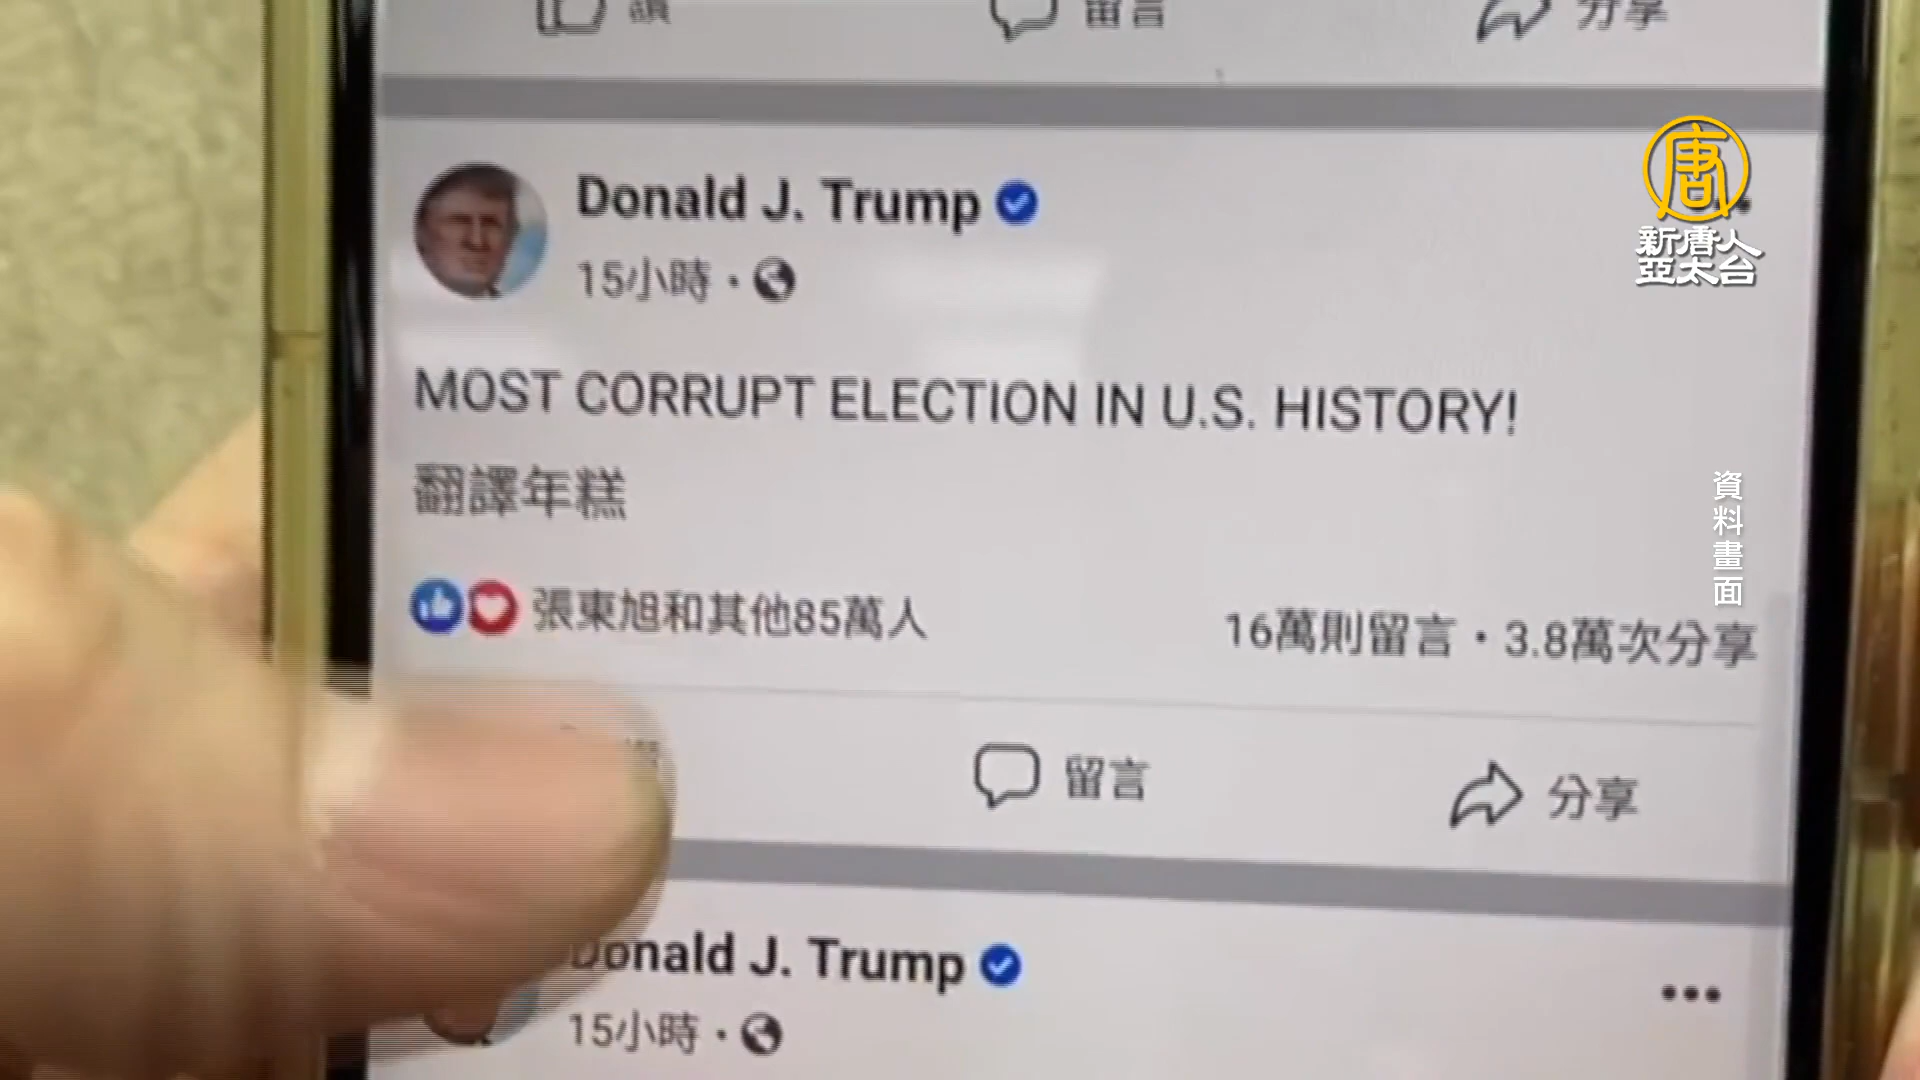 讚
留言
分享
Donald J. Trump
15小時
唐
新唐人
亞太台
MOST CORRUPT ELECTION IN U.S. HISTORY!
翻譯年糕
資料畫面
張東旭和其他85萬人
16萬則留言・3.8萬次分享
留言
分享
Donald J. Trump
15小時